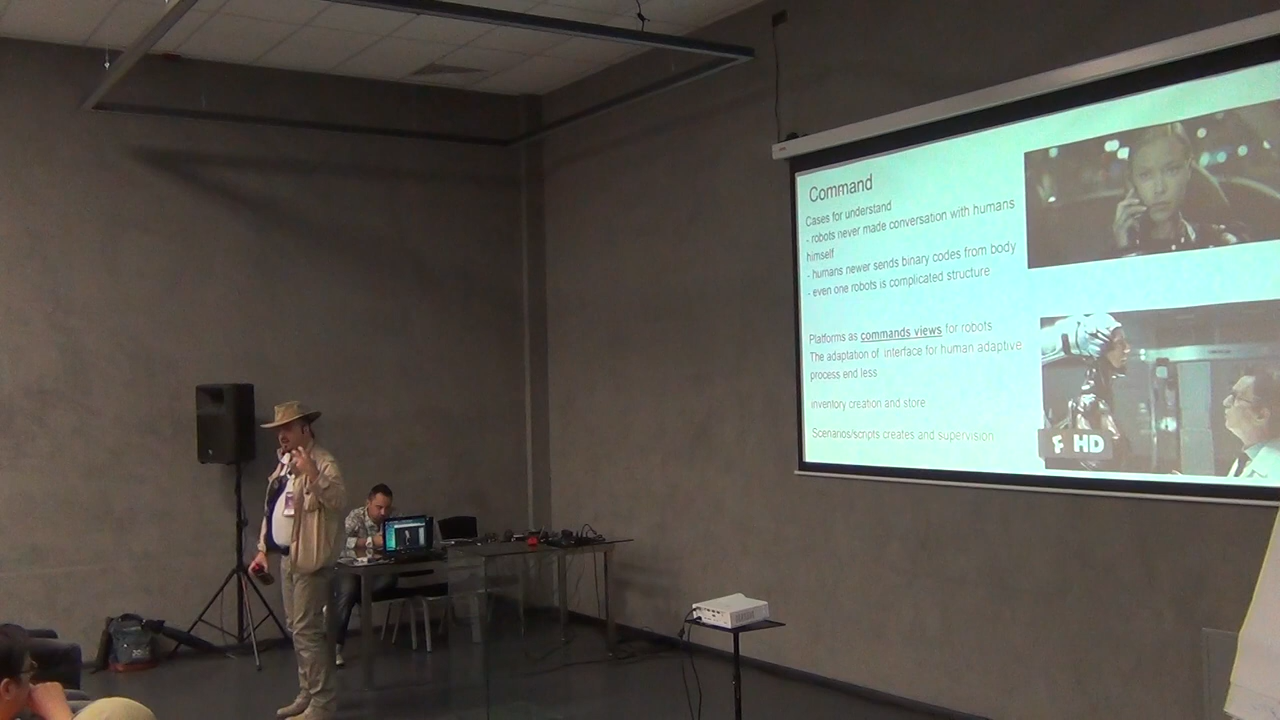 Command
Cases for understand
- robots never made conversation with humans
himself
- humans newer sends binary codes from body
- even one robots is complicated structure
Platforms as commands views for robots
The adaptation of interface for human adaptive
process end less
inventory creation and store
Scenarios/scripts creates and supervision
HD